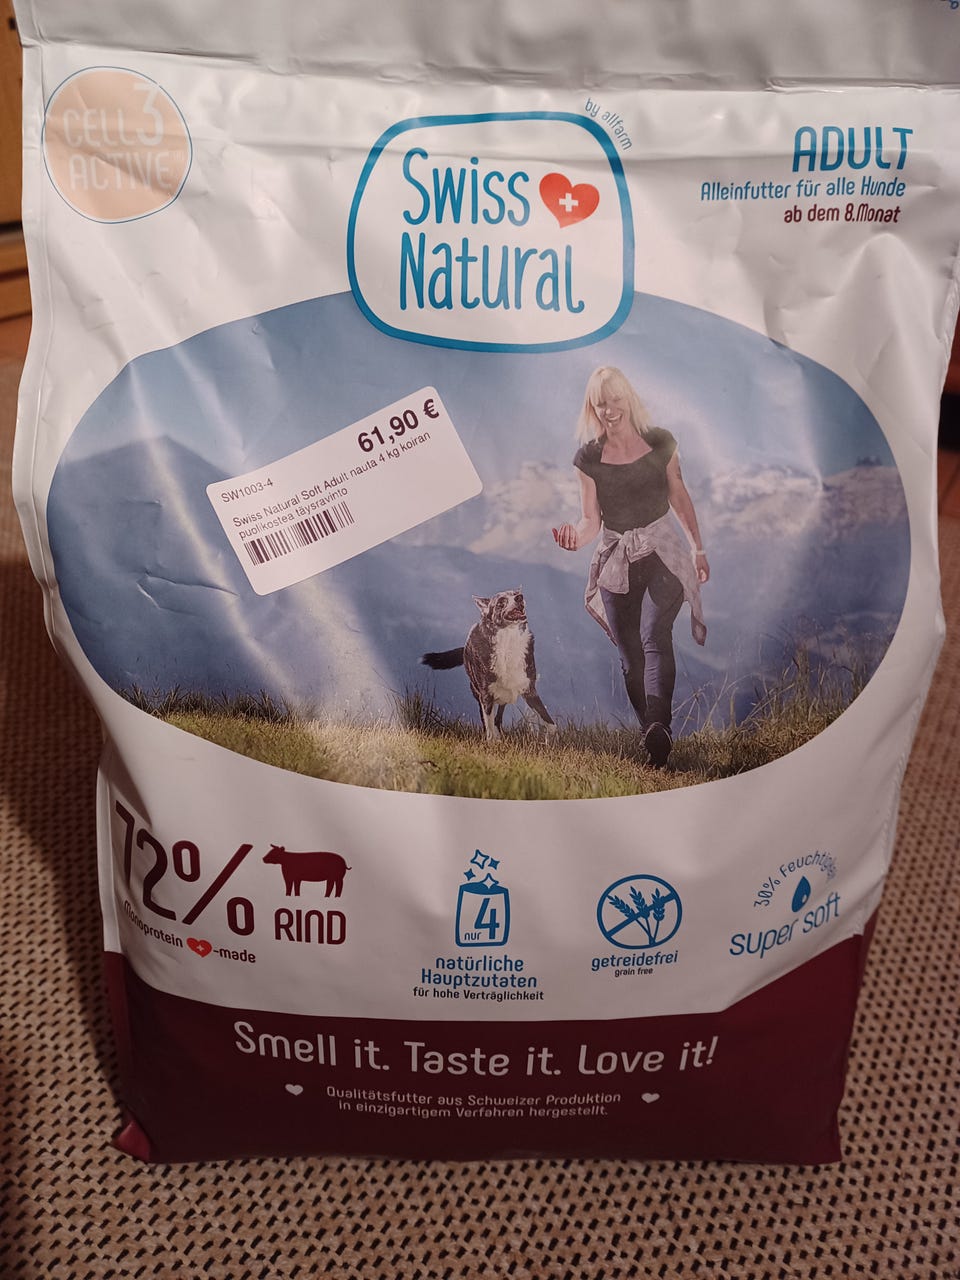 CELL3
ACTIVE
Swiss
Natural
by allfarm
ADULT
Alleinfutter für alle Hunde
ab dem 8.Monat
61,90 €
SW1003-4
Swiss Natural Soft Adult nauta 4 kg koiran
puolikostea täysravinto
72%
RIND
Monoprotein -made
nur 4
natürliche
Hauptzutaten
für hohe Verträglichkeit
getreidefrei
grain free
30% Feuchtigkeit
super soft
Smell it. Taste it. Love it!
Qualitätsfutter aus Schweizer Produktion
in einzigartigem Verfahren hergestellt.